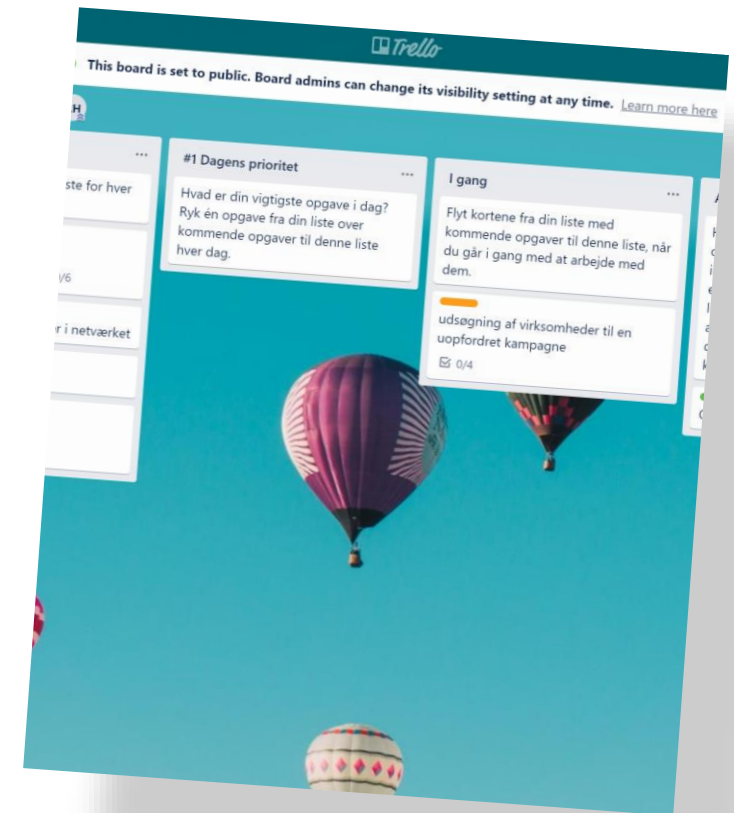 Trello
This board is set to public. Board admins can change its visibility setting at any time. Learn more here
H
...
ste for hver
/6
r i netværket
#1 Dagens prioritet
...
Hvad er din vigtigste opgave i dag?
Ryk én opgave fra din liste over
kommende opgaver til denne liste
hver dag.
I gang
...
Flyt kortene fra din liste med
kommende opgaver til denne liste, når
du går i gang med at arbejde med
dem.
udsøgning af virksomheder til en
uopfordret kampagne
0/4